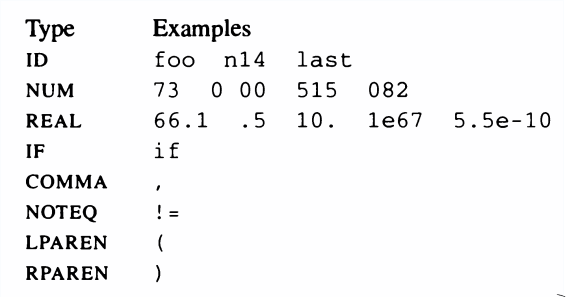 Type Examples
ID foo n14 last
NUM 73 0 00 515 082
REAL 66.1 .5 10. 1e67 5.5e-10
IF if
COMMA ,
NOTEQ !=
LPAREN (
RPAREN )